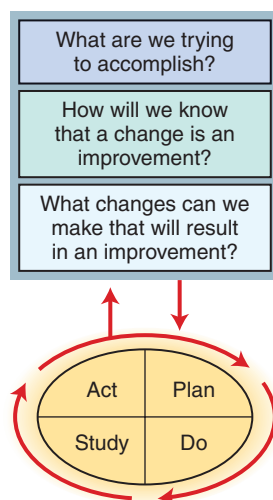 What are we trying
to accomplish?
How will we know
that a change is an
improvement?
What changes can we
make that will result
in an improvement?
Act
Plan
Study
Do